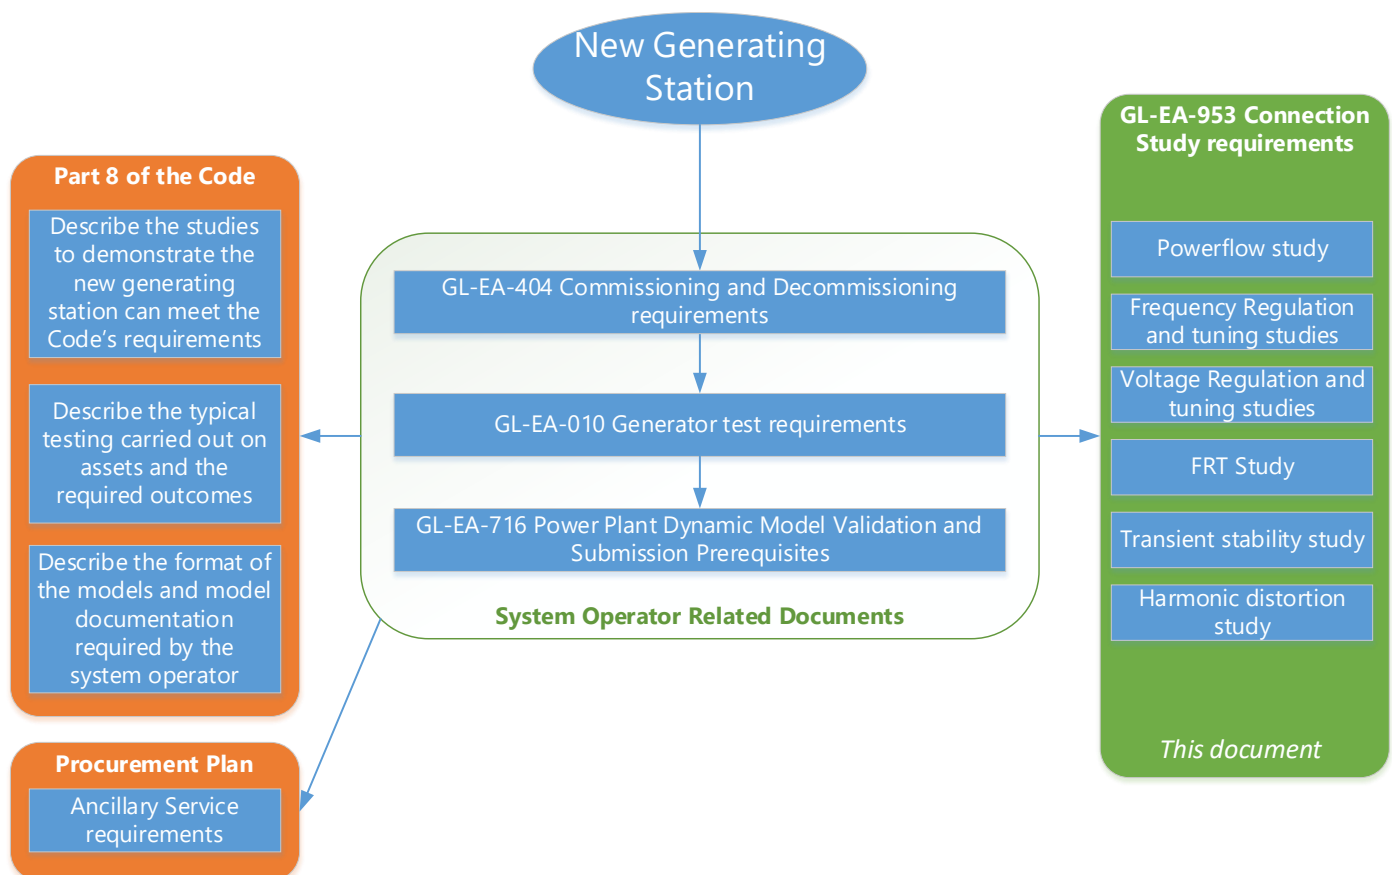 New Generating
Station
Part 8 of the Code
Describe the studies
to demonstrate the
new generating
station can meet the
Code’s requirements
Describe the typical
testing carried out on
assets and the
required outcomes
Describe the format of
the models and model
documentation
required by the
system operator
Procurement Plan
Ancillary Service
requirements
GL-EA-404 Commissioning and Decommissioning
requirements
GL-EA-010 Generator test requirements
GL-EA-716 Power Plant Dynamic Model Validation and
Submission Prerequisites
System Operator Related Documents
GL-EA-953 Connection
Study requirements
Powerflow study
Frequency Regulation
and tuning studies
Voltage Regulation and
tuning studies
FRT Study
Transient stability study
Harmonic distortion
study
This document